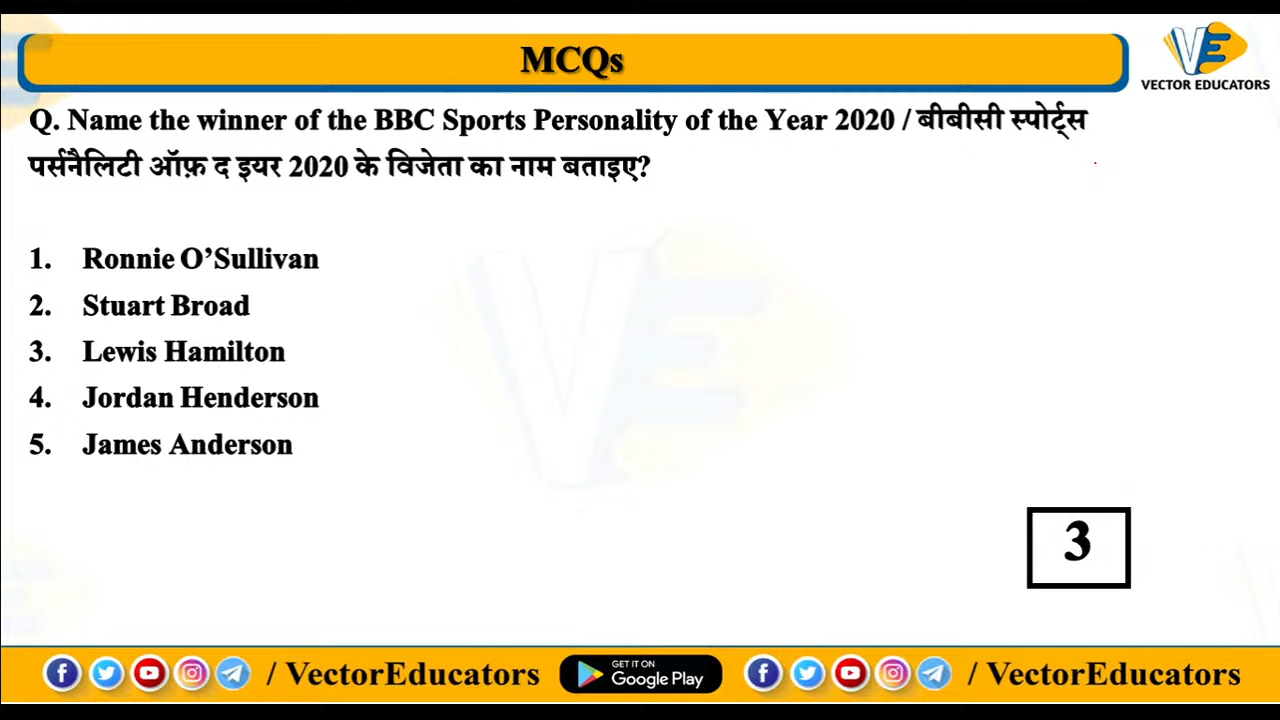 MCQs
VECTOR EDUCATORS
Q. Name the winner of the BBC Sports Personality of the Year 2020 / बीबीसी स्पोर्ट्स
पर्सनैलिटी ऑफ़ द इयर 2020 के विजेता का नाम बताइए?
1. Ronnie O’Sullivan
2. Stuart Broad
3. Lewis Hamilton
4. Jordan Henderson
5. James Anderson
3
/ VectorEducators
GET IT ON
Google Play
/ VectorEducators